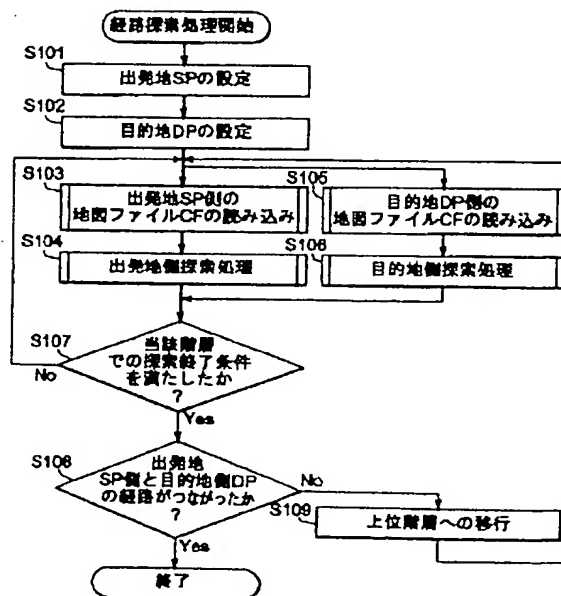 経路探索処理開始
S101
出発地SPの設定
S102
目的地DPの設定
S103
出発地SP側の
地図ファイルCFの読み込み
S105
目的地DP側の
地図ファイルCFの読み込み
S104
出発地側探索処理
S106
目的地側探索処理
S107
当該階層
での探索終了条件
を満たしたか
?
No
Yes
S108
出発地
SP側と目的地側DP
の経路がつながったか
?
No
S109
上位階層への移行
Yes
終了